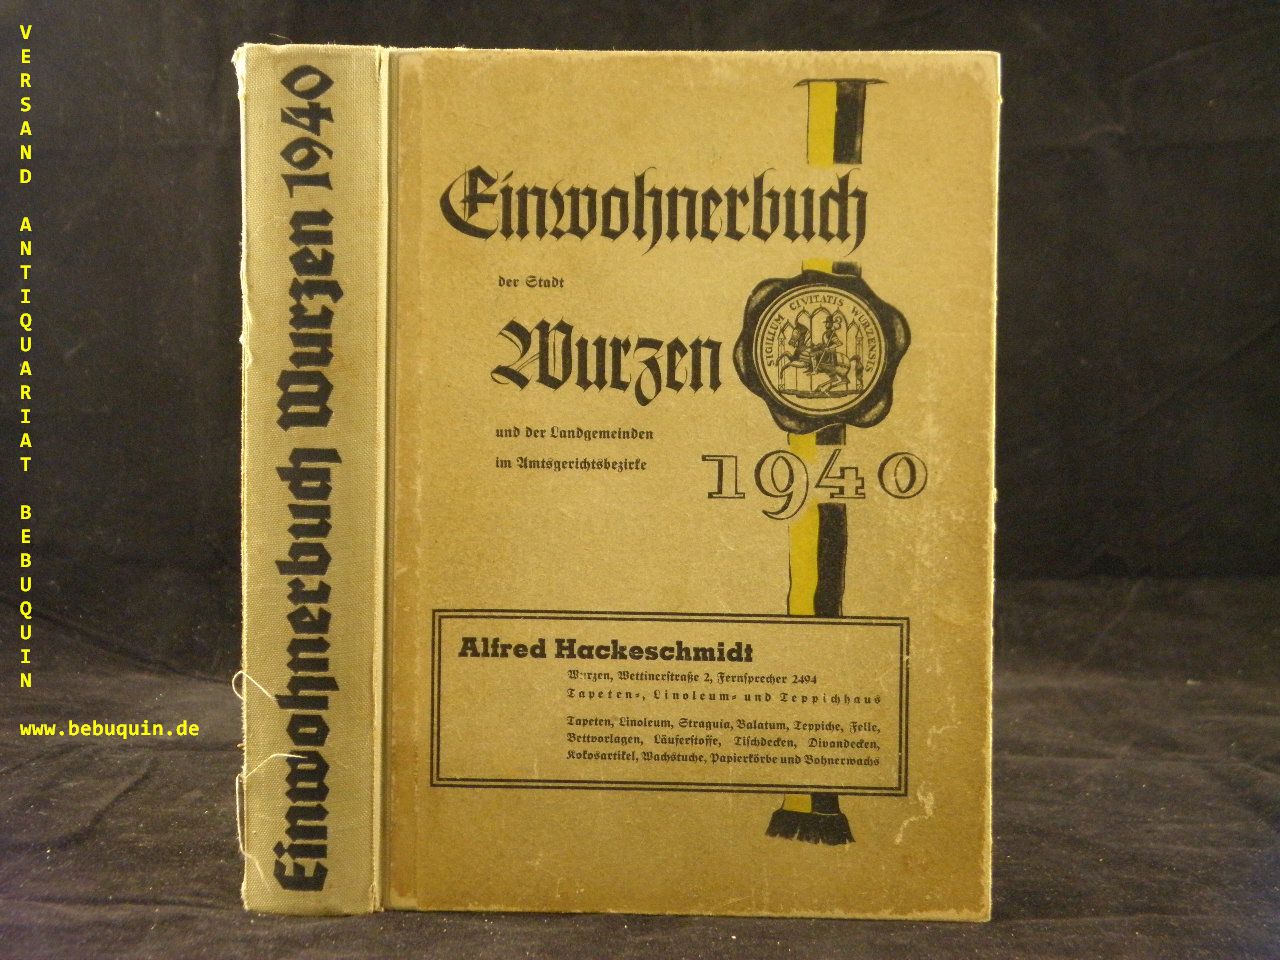 VERSAND ANTIQUARIAT BEBUQUIN
www.bebuquin.de
Einwohnerbuch Wurzen 1940
Einwohnerbuch
der Stadt
Wurzen
SIGILLUM CIVITATIS WURZENSIS
und der Landgemeinden
im Amtsgerichtsbezirke
1940
Alfred Hackeschmidt
Wurzen, Wettinerstraße 2, Fernsprecher 2494
Tapeten-, Linoleum- und Teppichhaus
Tapeten, Linoleum, Stragula, Balatum, Teppiche, Felle,
Bettvorlagen, Läuferstoffe, Tischdecken, Divandecken,
Kokosartikel, Wachstuche, Papierkörbe und Bohnerwachs